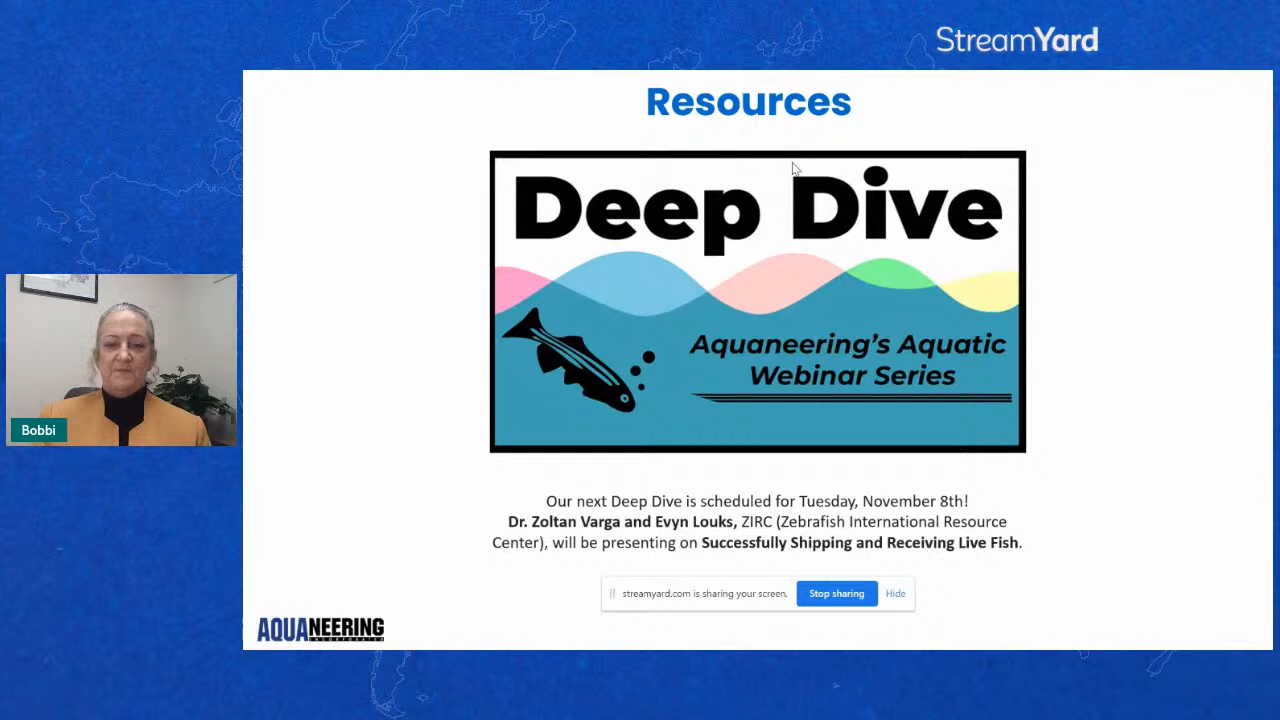 StreamYard
Resources
Deep Dive
Aquaneering's Aquatic
Webinar Series
Bobbi
Our next Deep Dive is scheduled for Tuesday, November 8th!
Dr. Zoltan Varga and Evyn Louks, ZIRC (Zebrafish International Resource
Center), will be presenting on Successfully Shipping and Receiving Live Fish.
streamyard.com is sharing your screen. Stop sharing Hide
AQUANEERING
INCORPORATED